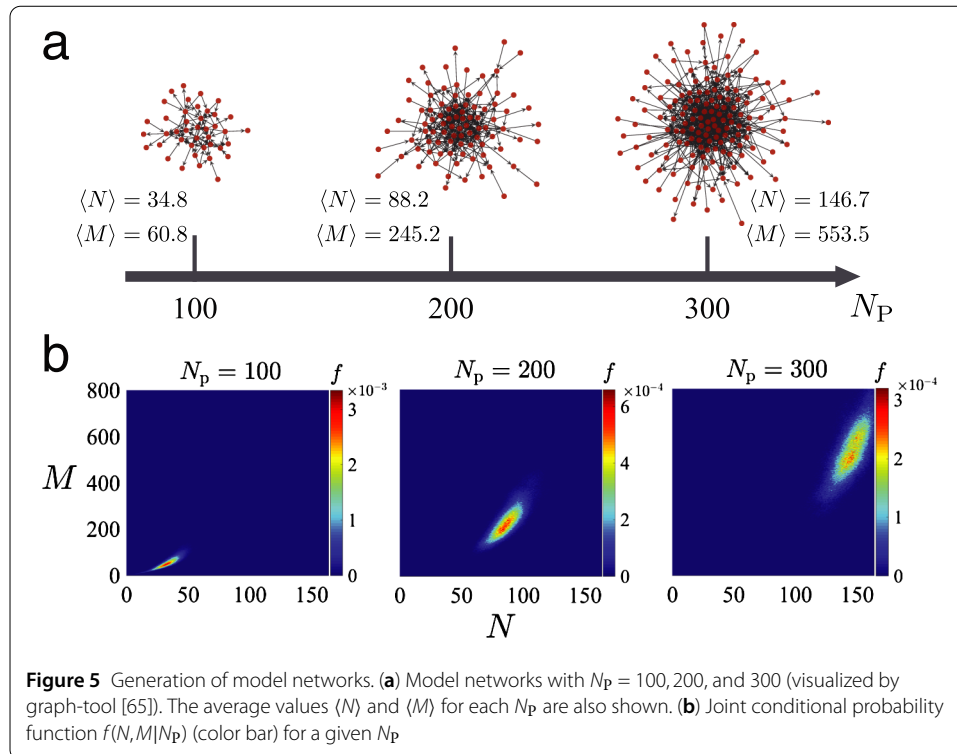 a
⟨N⟩ = 34.8
⟨M⟩ = 60.8
⟨N⟩ = 88.2
⟨M⟩ = 245.2
⟨N⟩ = 146.7
⟨M⟩ = 553.5
100 200 300 N_P
b
N_p = 100 f
×10⁻³
N_p = 200 f
×10⁻⁴
N_p = 300 f
×10⁻⁴
M
800
600
400
200
0
0 50 100 150
3
2
1
0
0 50 100 150
6
4
2
0
0 50 100 150
3
2
1
0
N
Figure 5 Generation of model networks. (a) Model networks with N_P = 100, 200, and 300 (visualized by
graph-tool [65]). The average values ⟨N⟩ and ⟨M⟩ for each N_P are also shown. (b) Joint conditional probability
function f(N, M|N_P) (color bar) for a given N_P